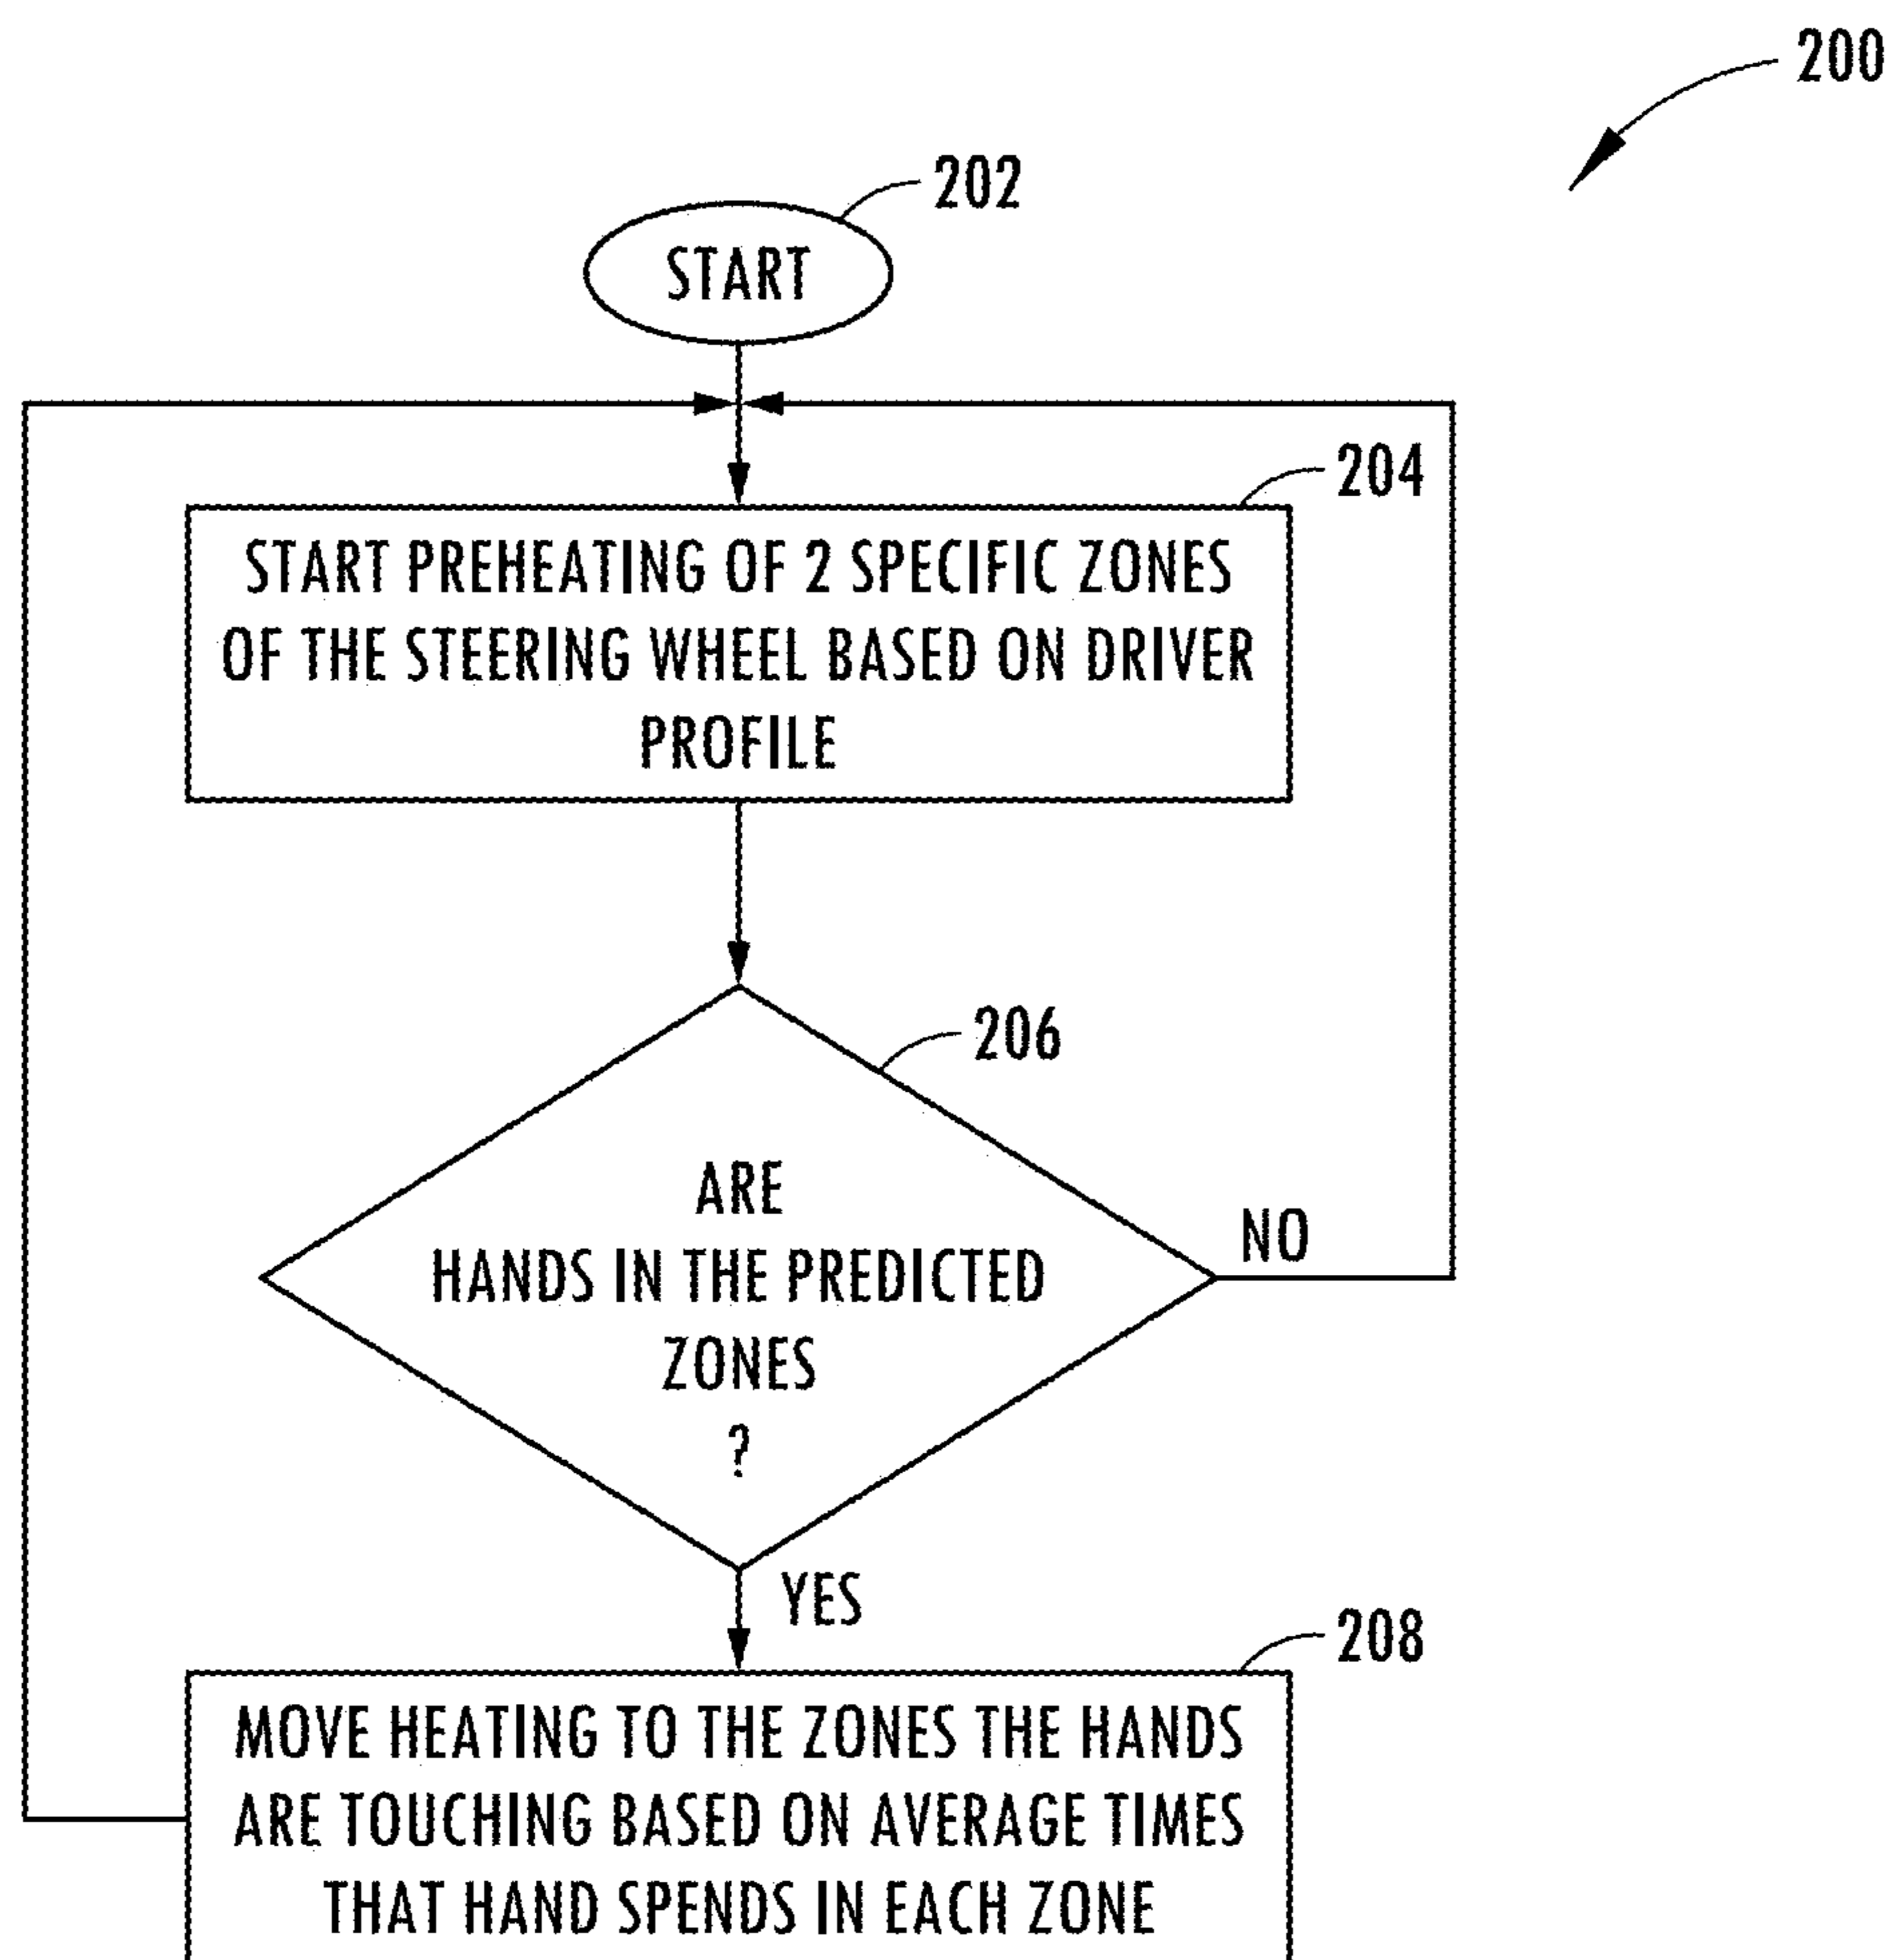 200
202
START
204
START PREHEATING OF 2 SPECIFIC ZONES
OF THE STEERING WHEEL BASED ON DRIVER
PROFILE
206
ARE
HANDS IN THE PREDICTED
ZONES
?
NO
YES
208
MOVE HEATING TO THE ZONES THE HANDS
ARE TOUCHING BASED ON AVERAGE TIMES
THAT HAND SPENDS IN EACH ZONE